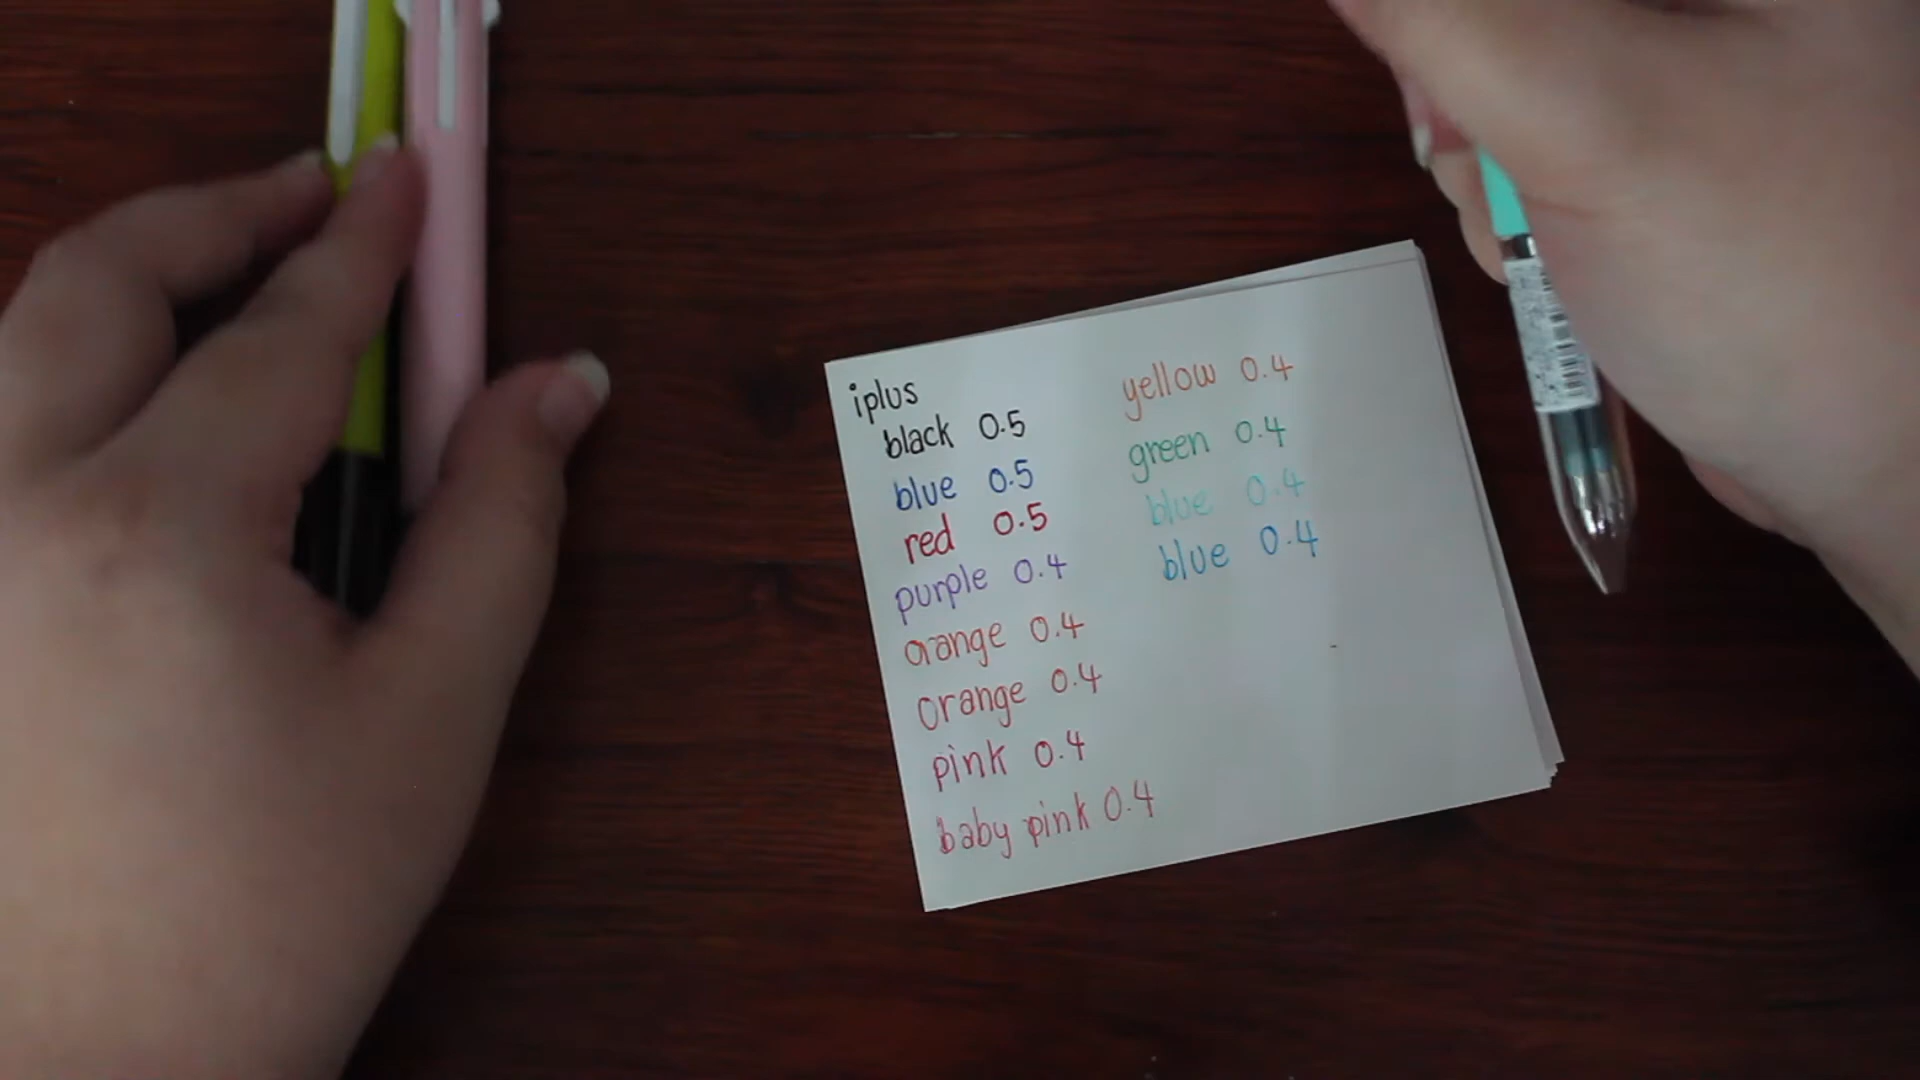 iplus
black 0.5
blue 0.5
red 0.5
purple 0.4
orange 0.4
orange 0.4
pink 0.4
baby pink 0.4
yellow 0.4
green 0.4
blue 0.4
blue 0.4